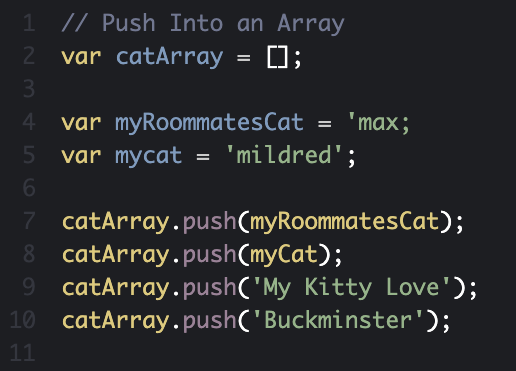 1 // Push Into an Array
2 var catArray = [];
3
4 var myRoommatesCat = 'max;
5 var mycat = 'mildred';
6
7 catArray.push(myRoommatesCat);
8 catArray.push(myCat);
9 catArray.push('My Kitty Love');
10 catArray.push('Buckminster');
11